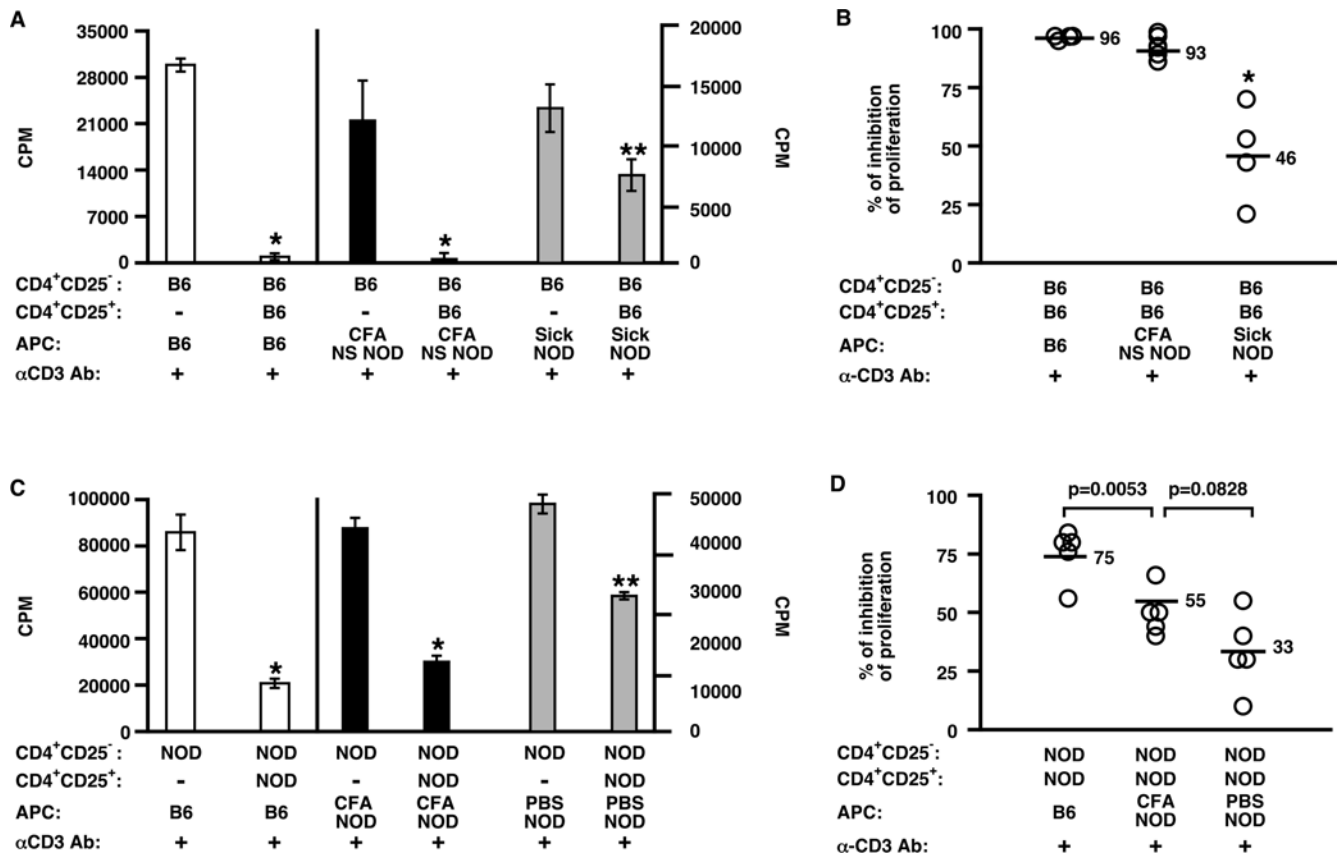 A
35000
28000
21000
14000
7000
0
CPM
20000
15000
10000
5000
0
CPM
*
*
**
CD4+CD25-: B6 B6 B6 B6 B6 B6
CD4+CD25+: - B6 - B6 - B6
APC: B6 B6 CFA NS NOD CFA NS NOD Sick NOD Sick NOD
αCD3 Ab: + + + + + +
B
100
75
50
25
0
% of inhibition
of proliferation
96
93
*
46
CD4+CD25-: B6 B6 B6
CD4+CD25+: B6 B6 B6
APC: B6 CFA NS NOD Sick NOD
α-CD3 Ab: + + +
C
100000
80000
60000
40000
20000
0
CPM
50000
40000
30000
20000
10000
0
CPM
*
*
**
CD4+CD25-: NOD NOD NOD NOD NOD NOD
CD4+CD25+: - NOD - NOD - NOD
APC: B6 B6 CFA NOD CFA NOD PBS NOD PBS NOD
αCD3 Ab: + + + + + +
D
100
75
50
25
0
% of inhibition
of proliferation
p=0.0053 p=0.0828
75
55
33
CD4+CD25-: NOD NOD NOD
CD4+CD25+: NOD NOD NOD
APC: B6 CFA NOD PBS NOD
α-CD3 Ab: + + +